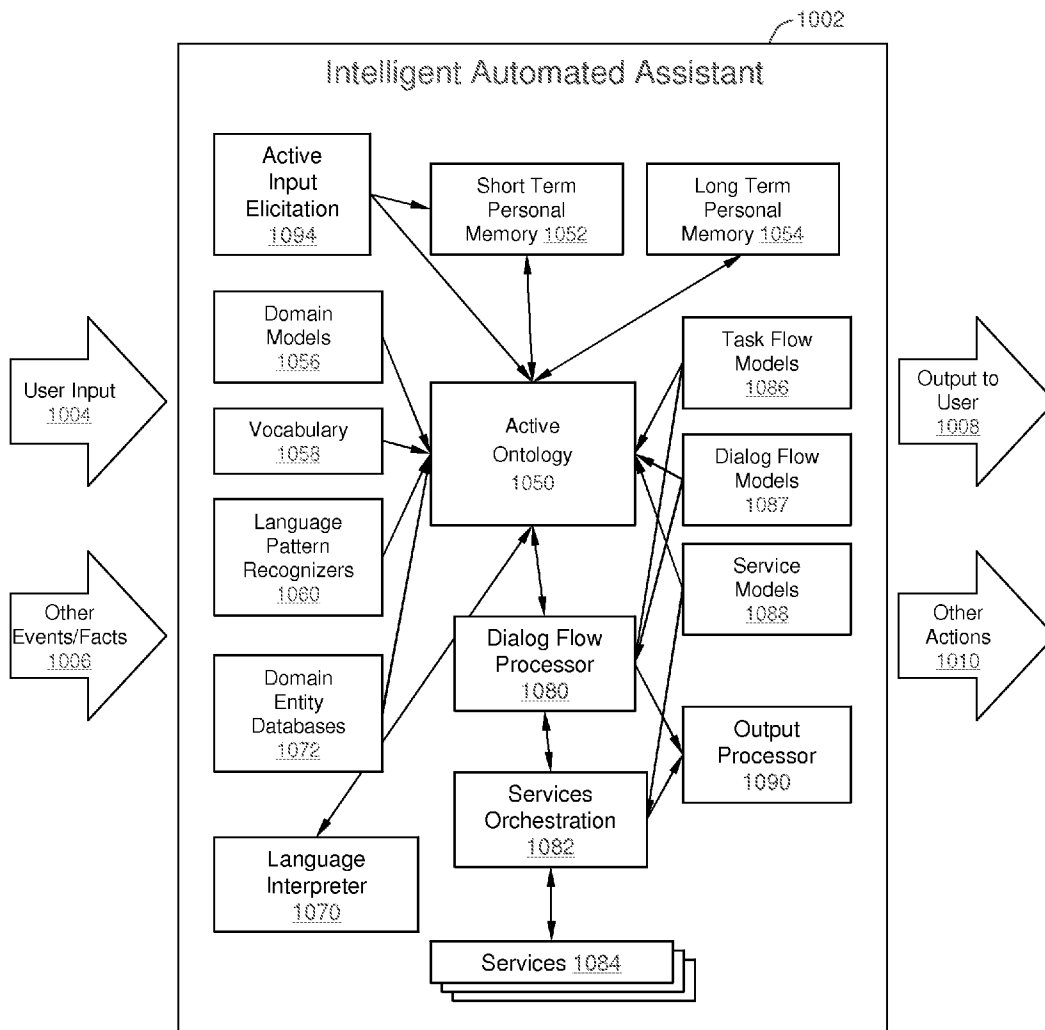 1002
Intelligent Automated Assistant
Active
Input
Elicitation
1094
Short Term
Personal
Memory 1052
Long Term
Personal
Memory 1054
Domain
Models
1056
Task Flow
Models
1086
User Input
1004
Output to
User
1008
Vocabulary
1058
Active
Ontology
1050
Dialog Flow
Models
1087
Language
Pattern
Recognizers
1060
Service
Models
1088
Other
Events/Facts
1006
Other
Actions
1010
Dialog Flow
Processor
1080
Domain
Entity
Databases
1072
Output
Processor
1090
Services
Orchestration
1082
Language
Interpreter
1070
Services 1084